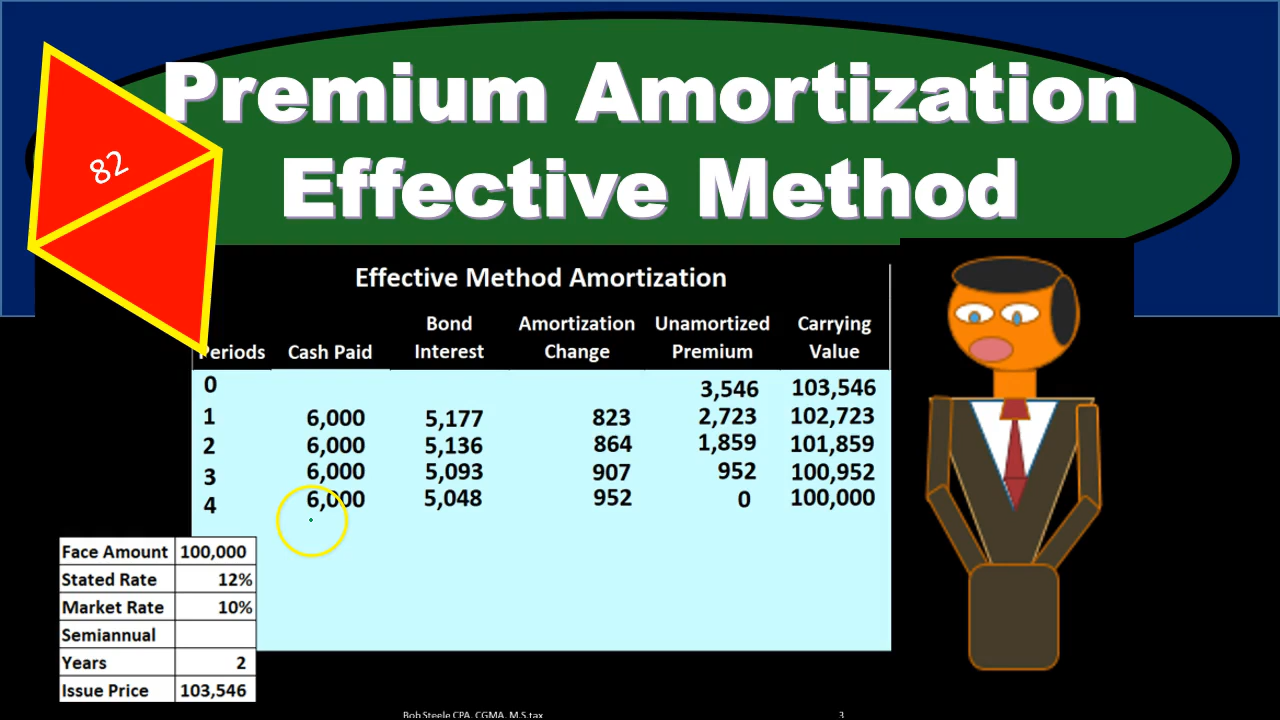 Premium Amortization
Effective Method
82
Effective Method Amortization
Bond Amortization Unamortized Carrying
Periods Cash Paid Interest Change Premium Value
0 3,546 103,546
1 6,000 5,177 823 2,723 102,723
2 6,000 5,136 864 1,859 101,859
3 6,000 5,093 907 952 100,952
4 6,000 5,048 952 0 100,000
Face Amount 100,000
Stated Rate 12%
Market Rate 10%
Semiannual
Years 2
Issue Price 103,546
Bob Steele CPA, CGMA, M.S.tax 3